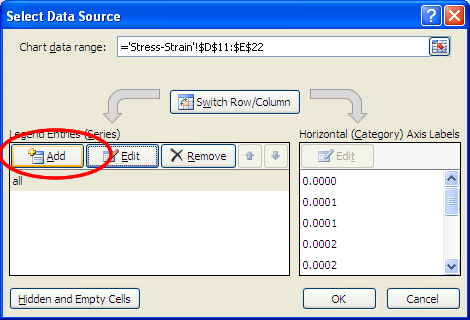 Select Data Source
Chart data range: ='Stress-Strain'!$D$11:$E$22
Switch Row/Column
Legend Entries (Series)
Add Edit Remove
all
Horizontal (Category) Axis Labels
Edit
0.0000
0.0001
0.0001
0.0002
0.0002
Hidden and Empty Cells
OK Cancel